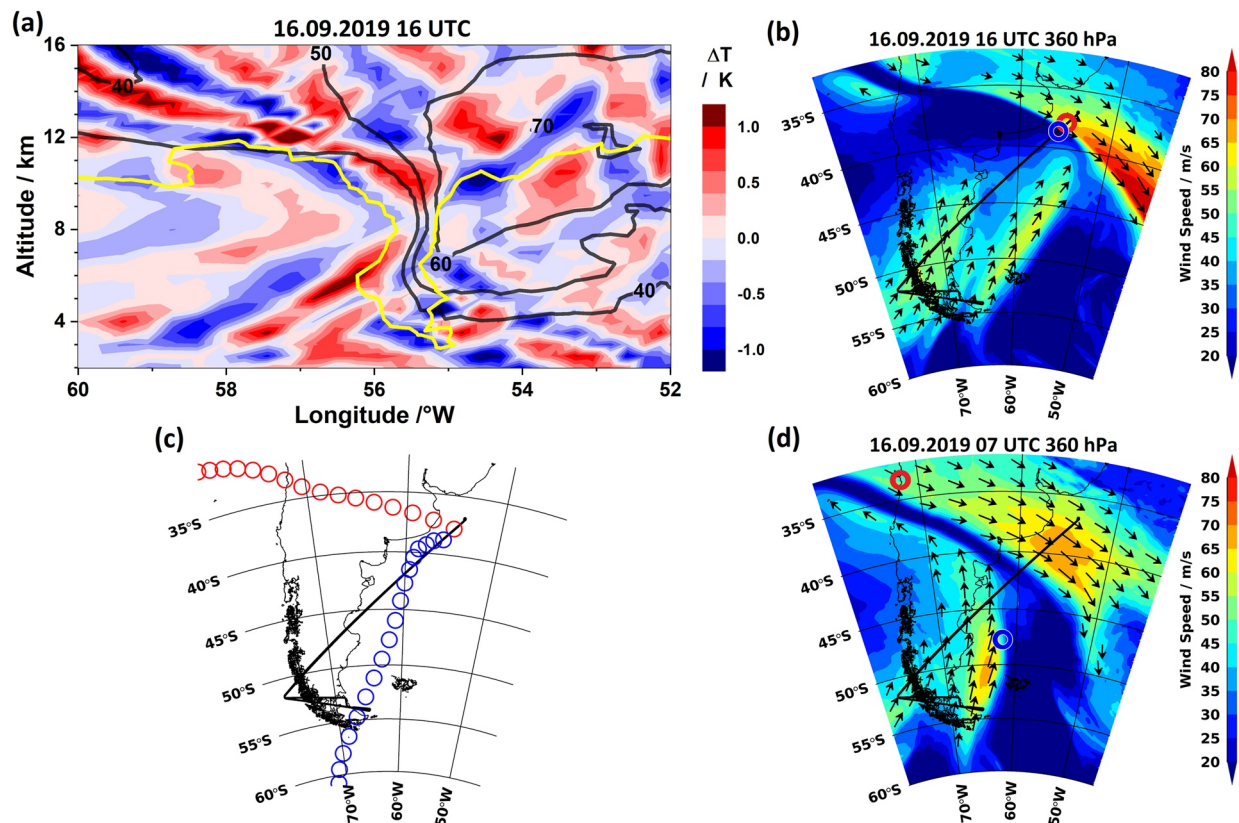 (a)
16.09.2019 16 UTC
16
12
8
4
Altitude / km
40
50
70
60
40
60
58
56
54
52
Longitude /°W
ΔT
/ K
1.0
0.5
0.0
-0.5
-1.0
(b)
16.09.2019 16 UTC 360 hPa
35°S
40°S
45°S
50°S
55°S
60°S
70°W
60°W
50°W
80
75
70
65
60
55
50
45
40
35
30
25
20
Wind Speed / m/s
(c)
35°S
40°S
45°S
50°S
55°S
60°S
70°W
60°W
50°W
(d)
16.09.2019 07 UTC 360 hPa
35°S
40°S
45°S
50°S
55°S
60°S
70°W
60°W
50°W
80
75
70
65
60
55
50
45
40
35
30
25
20
Wind Speed / m/s